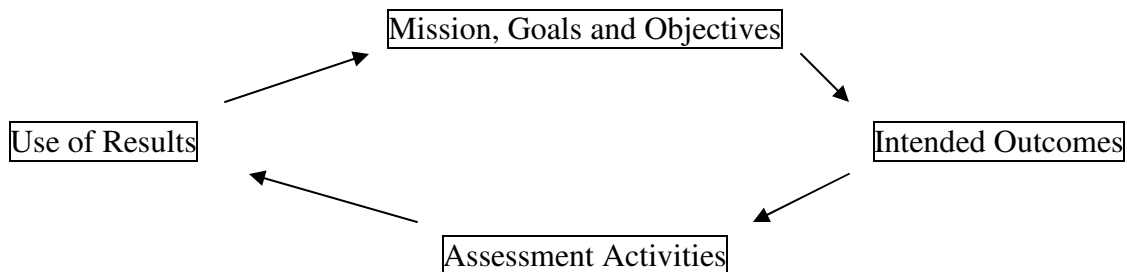 Mission, Goals and Objectives
Use of Results
Intended Outcomes
Assessment Activities